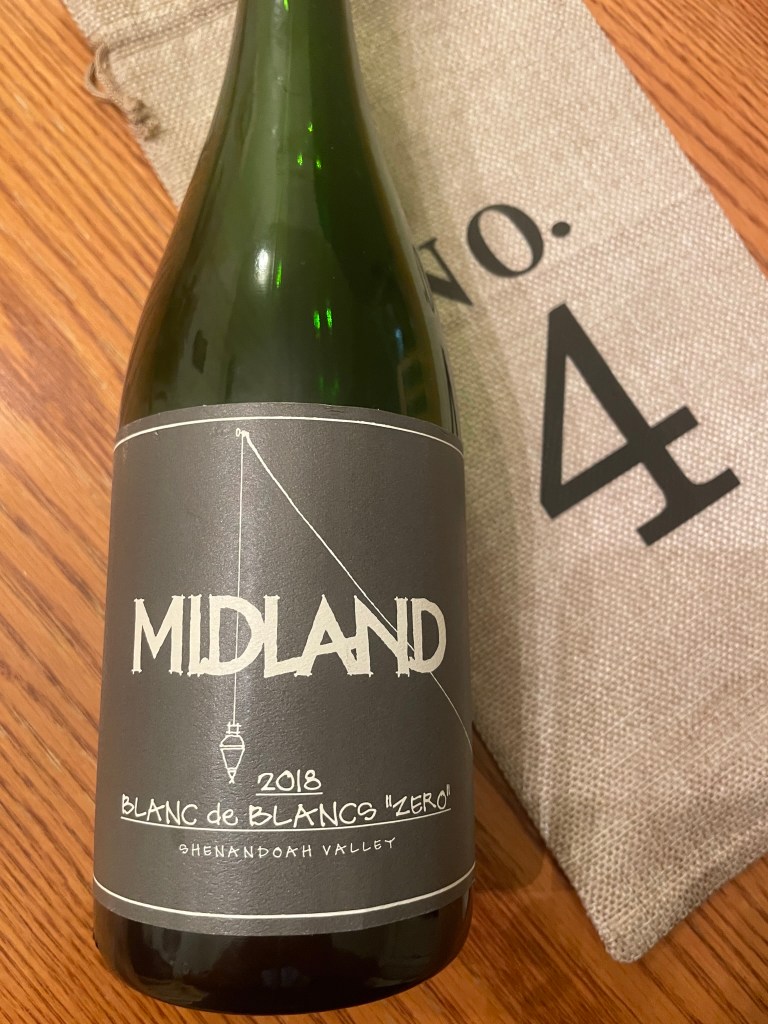 NO.
4
MIDLAND
2018
BLANC de BLANCS "ZERO"
SHENANDOAH VALLEY